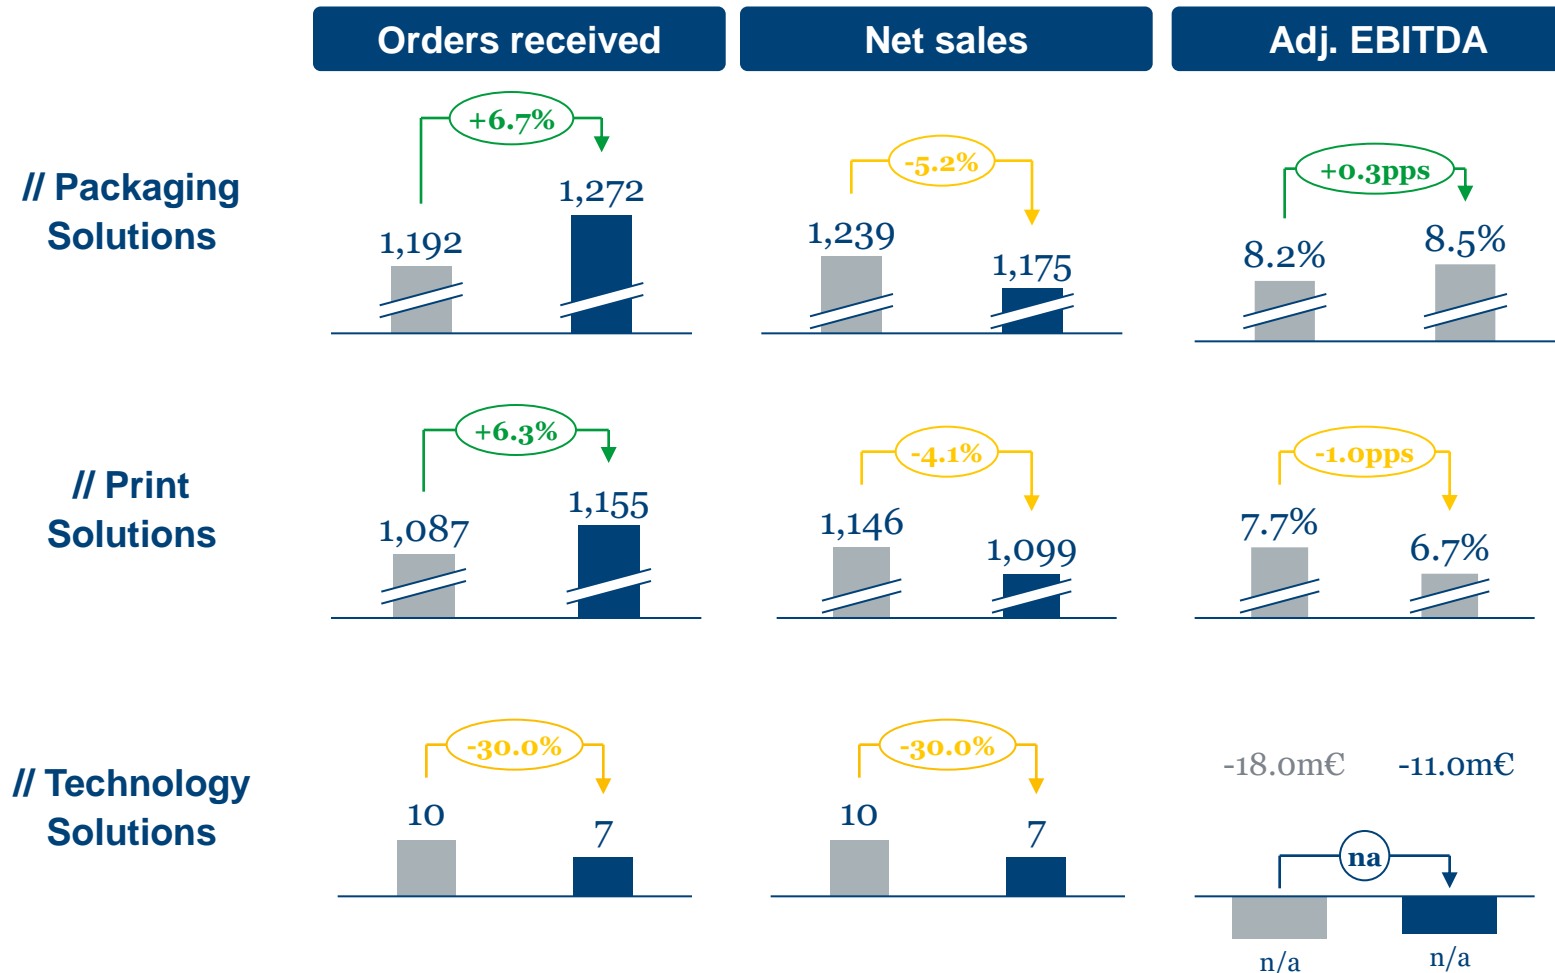 Orders received
Net sales
Adj. EBITDA
// Packaging
Solutions
+6.7%
1,192
1,272
-5.2%
1,239
1,175
+0.3pps
8.2%
8.5%
// Print
Solutions
+6.3%
1,087
1,155
-4.1%
1,146
1,099
-1.0pps
7.7%
6.7%
// Technology
Solutions
-30.0%
10
7
-30.0%
10
7
-18.0m€
-11.0m€
na
n/a
n/a